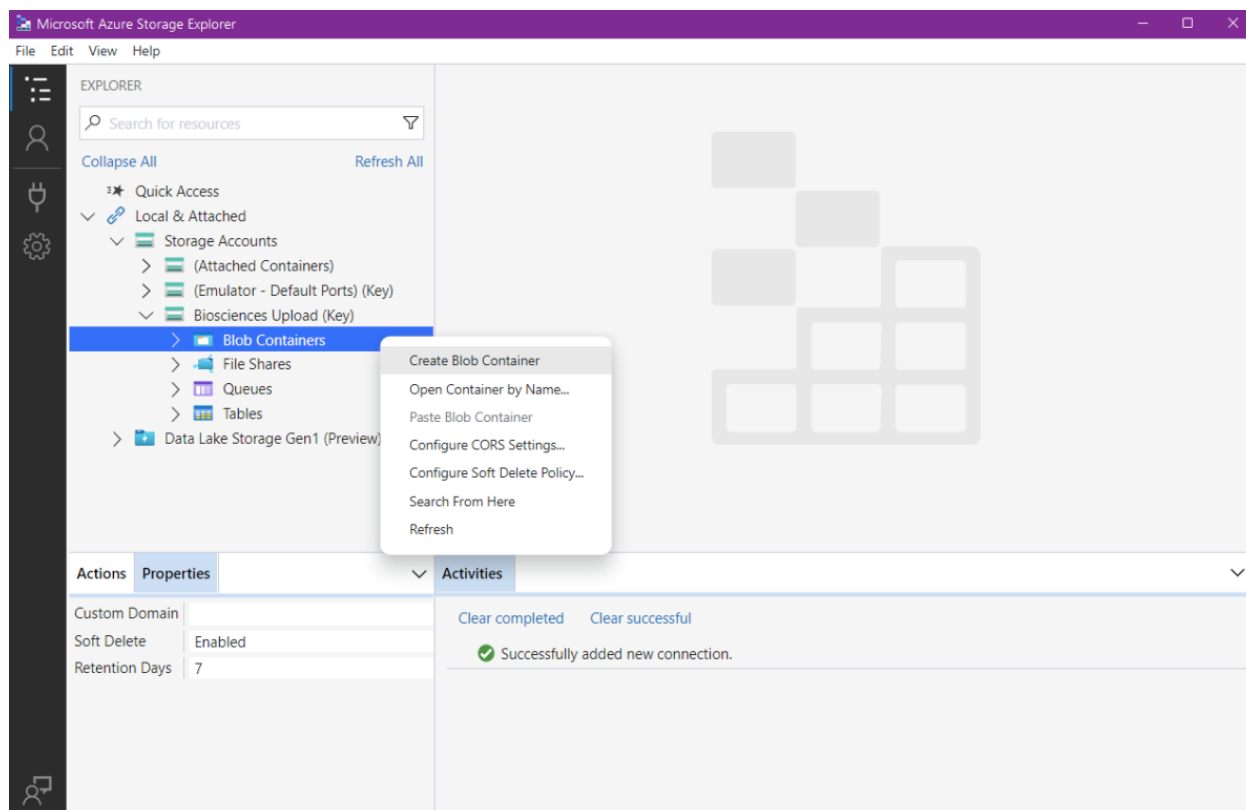 Microsoft Azure Storage Explorer
File Edit View Help
EXPLORER
Search for resources
Collapse All Refresh All
Quick Access
Local & Attached
Storage Accounts
(Attached Containers)
(Emulator - Default Ports) (Key)
Biosciences Upload (Key)
Blob Containers
File Shares
Queues
Tables
Data Lake Storage Gen1 (Preview)
Create Blob Container
Open Container by Name...
Paste Blob Container
Configure CORS Settings...
Configure Soft Delete Policy...
Search From Here
Refresh
Actions Properties
Custom Domain
Soft Delete Enabled
Retention Days 7
Activities
Clear completed Clear successful
Successfully added new connection.